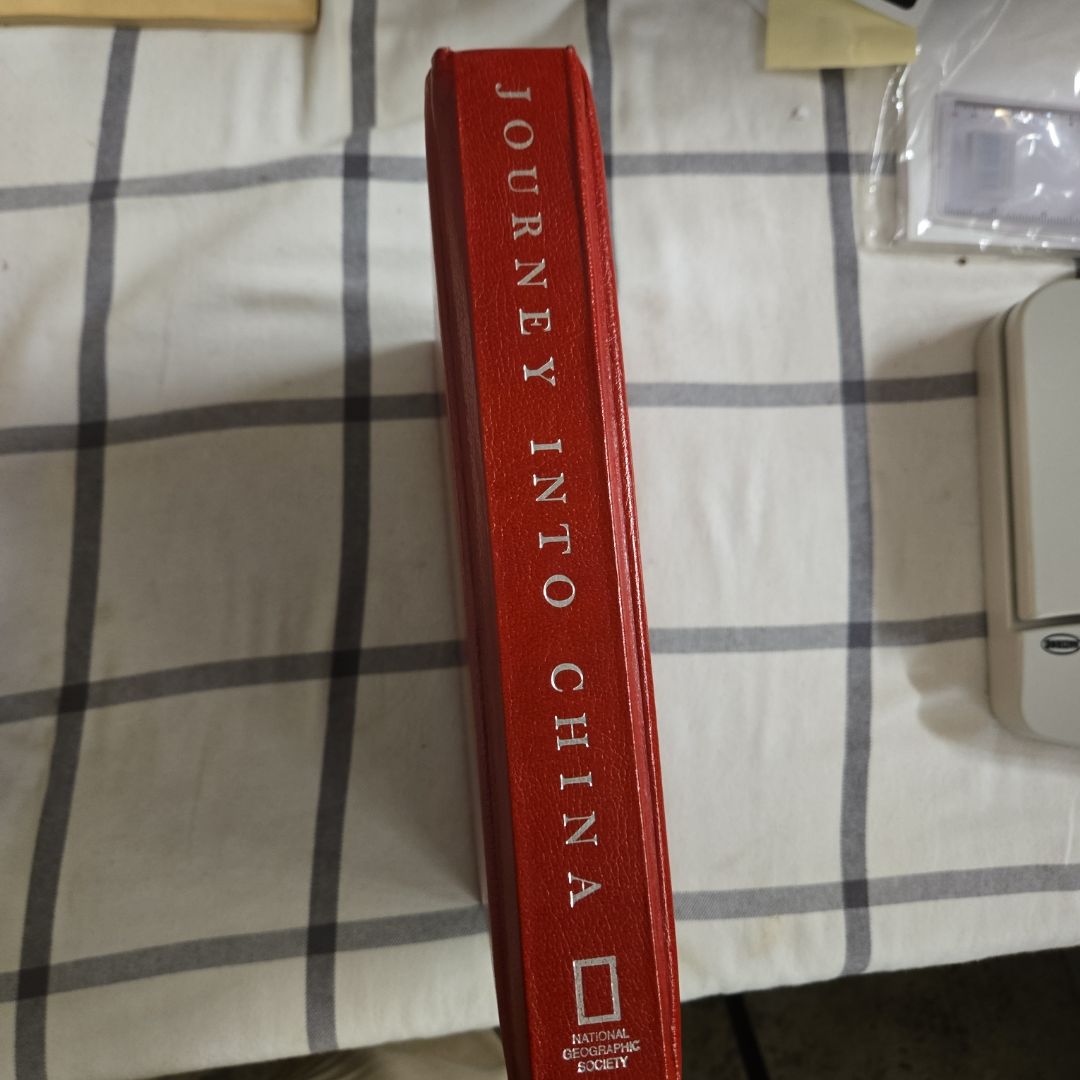 JOURNEY INTO CHINA
NATIONAL
GEOGRAPHIC
SOCIETY